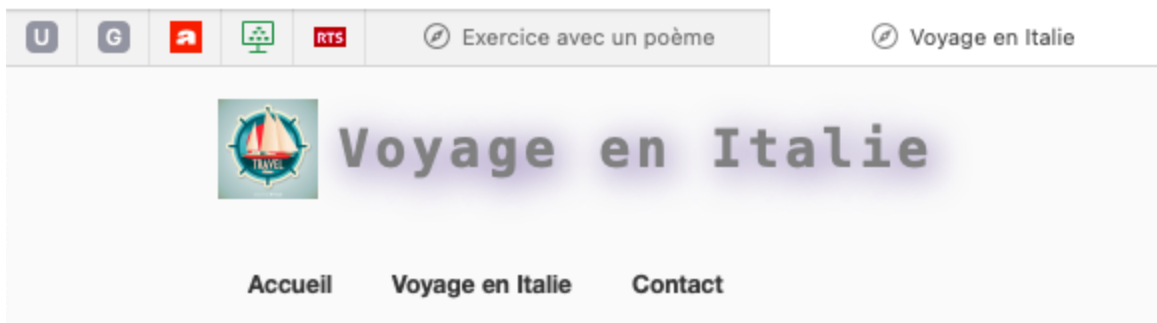 U G a RTS Exercice avec un poème Voyage en Italie
TRAVEL
Voyage en Italie
Accueil Voyage en Italie Contact